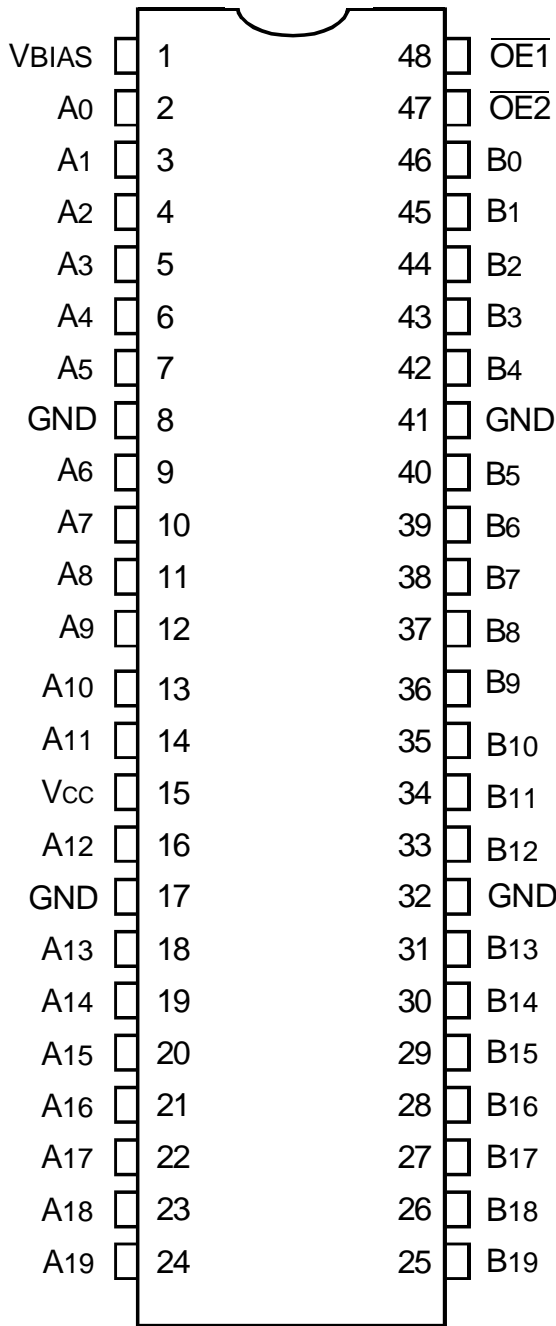 VBIAS 1 48 OE1
A0 2 47 OE2
A1 3 46 B0
A2 4 45 B1
A3 5 44 B2
A4 6 43 B3
A5 7 42 B4
GND 8 41 GND
A6 9 40 B5
A7 10 39 B6
A8 11 38 B7
A9 12 37 B8
A10 13 36 B9
A11 14 35 B10
VCC 15 34 B11
A12 16 33 B12
GND 17 32 GND
A13 18 31 B13
A14 19 30 B14
A15 20 29 B15
A16 21 28 B16
A17 22 27 B17
A18 23 26 B18
A19 24 25 B19